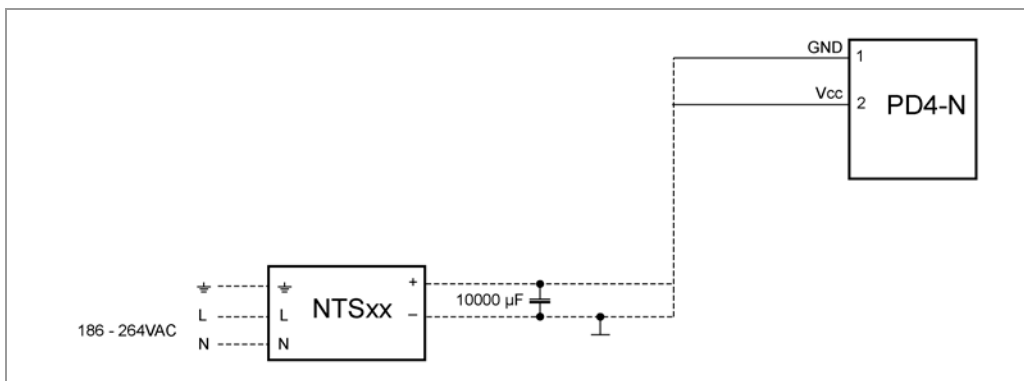 GND
1
Vcc
2
PD4-N
+
10000 µF
NTSxx
–
L
L
186 - 264VAC
N
N